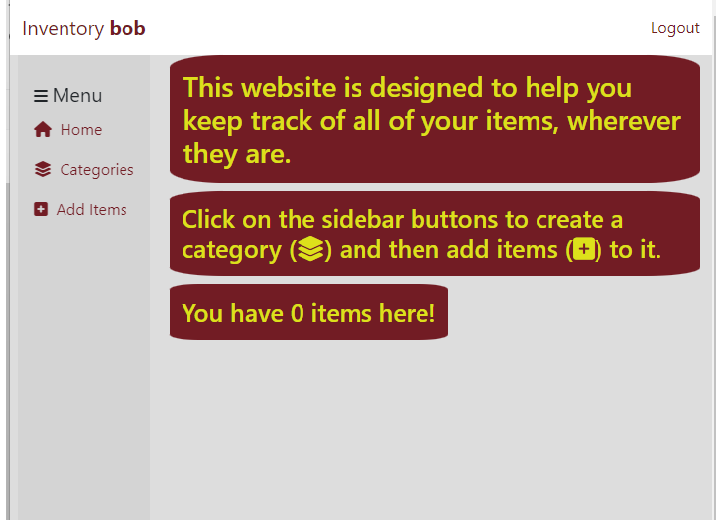 Inventory bob
Logout
Menu
Home
Categories
Add Items
This website is designed to help you
keep track of all of your items, wherever
they are.
Click on the sidebar buttons to create a
category () and then add items () to it.
You have 0 items here!